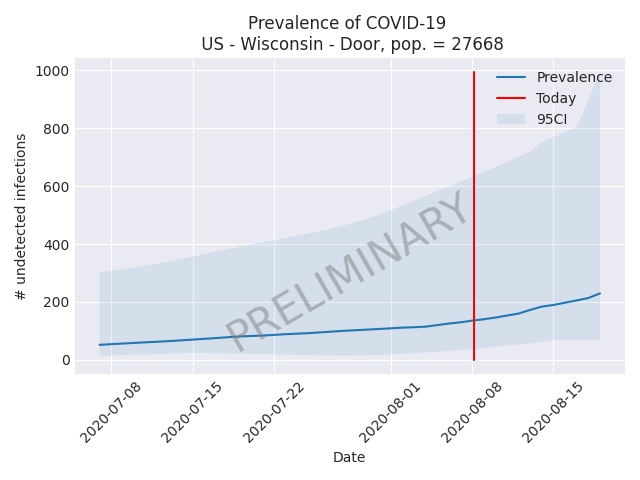 Prevalence of COVID-19
US - Wisconsin - Door, pop. = 27668
1000
800
600
400
200
0
# undetected infections
Prevalence
Today
95CI
PRELIMINARY
2020-07-08
2020-07-15
2020-07-22
2020-08-01
2020-08-08
2020-08-15
Date